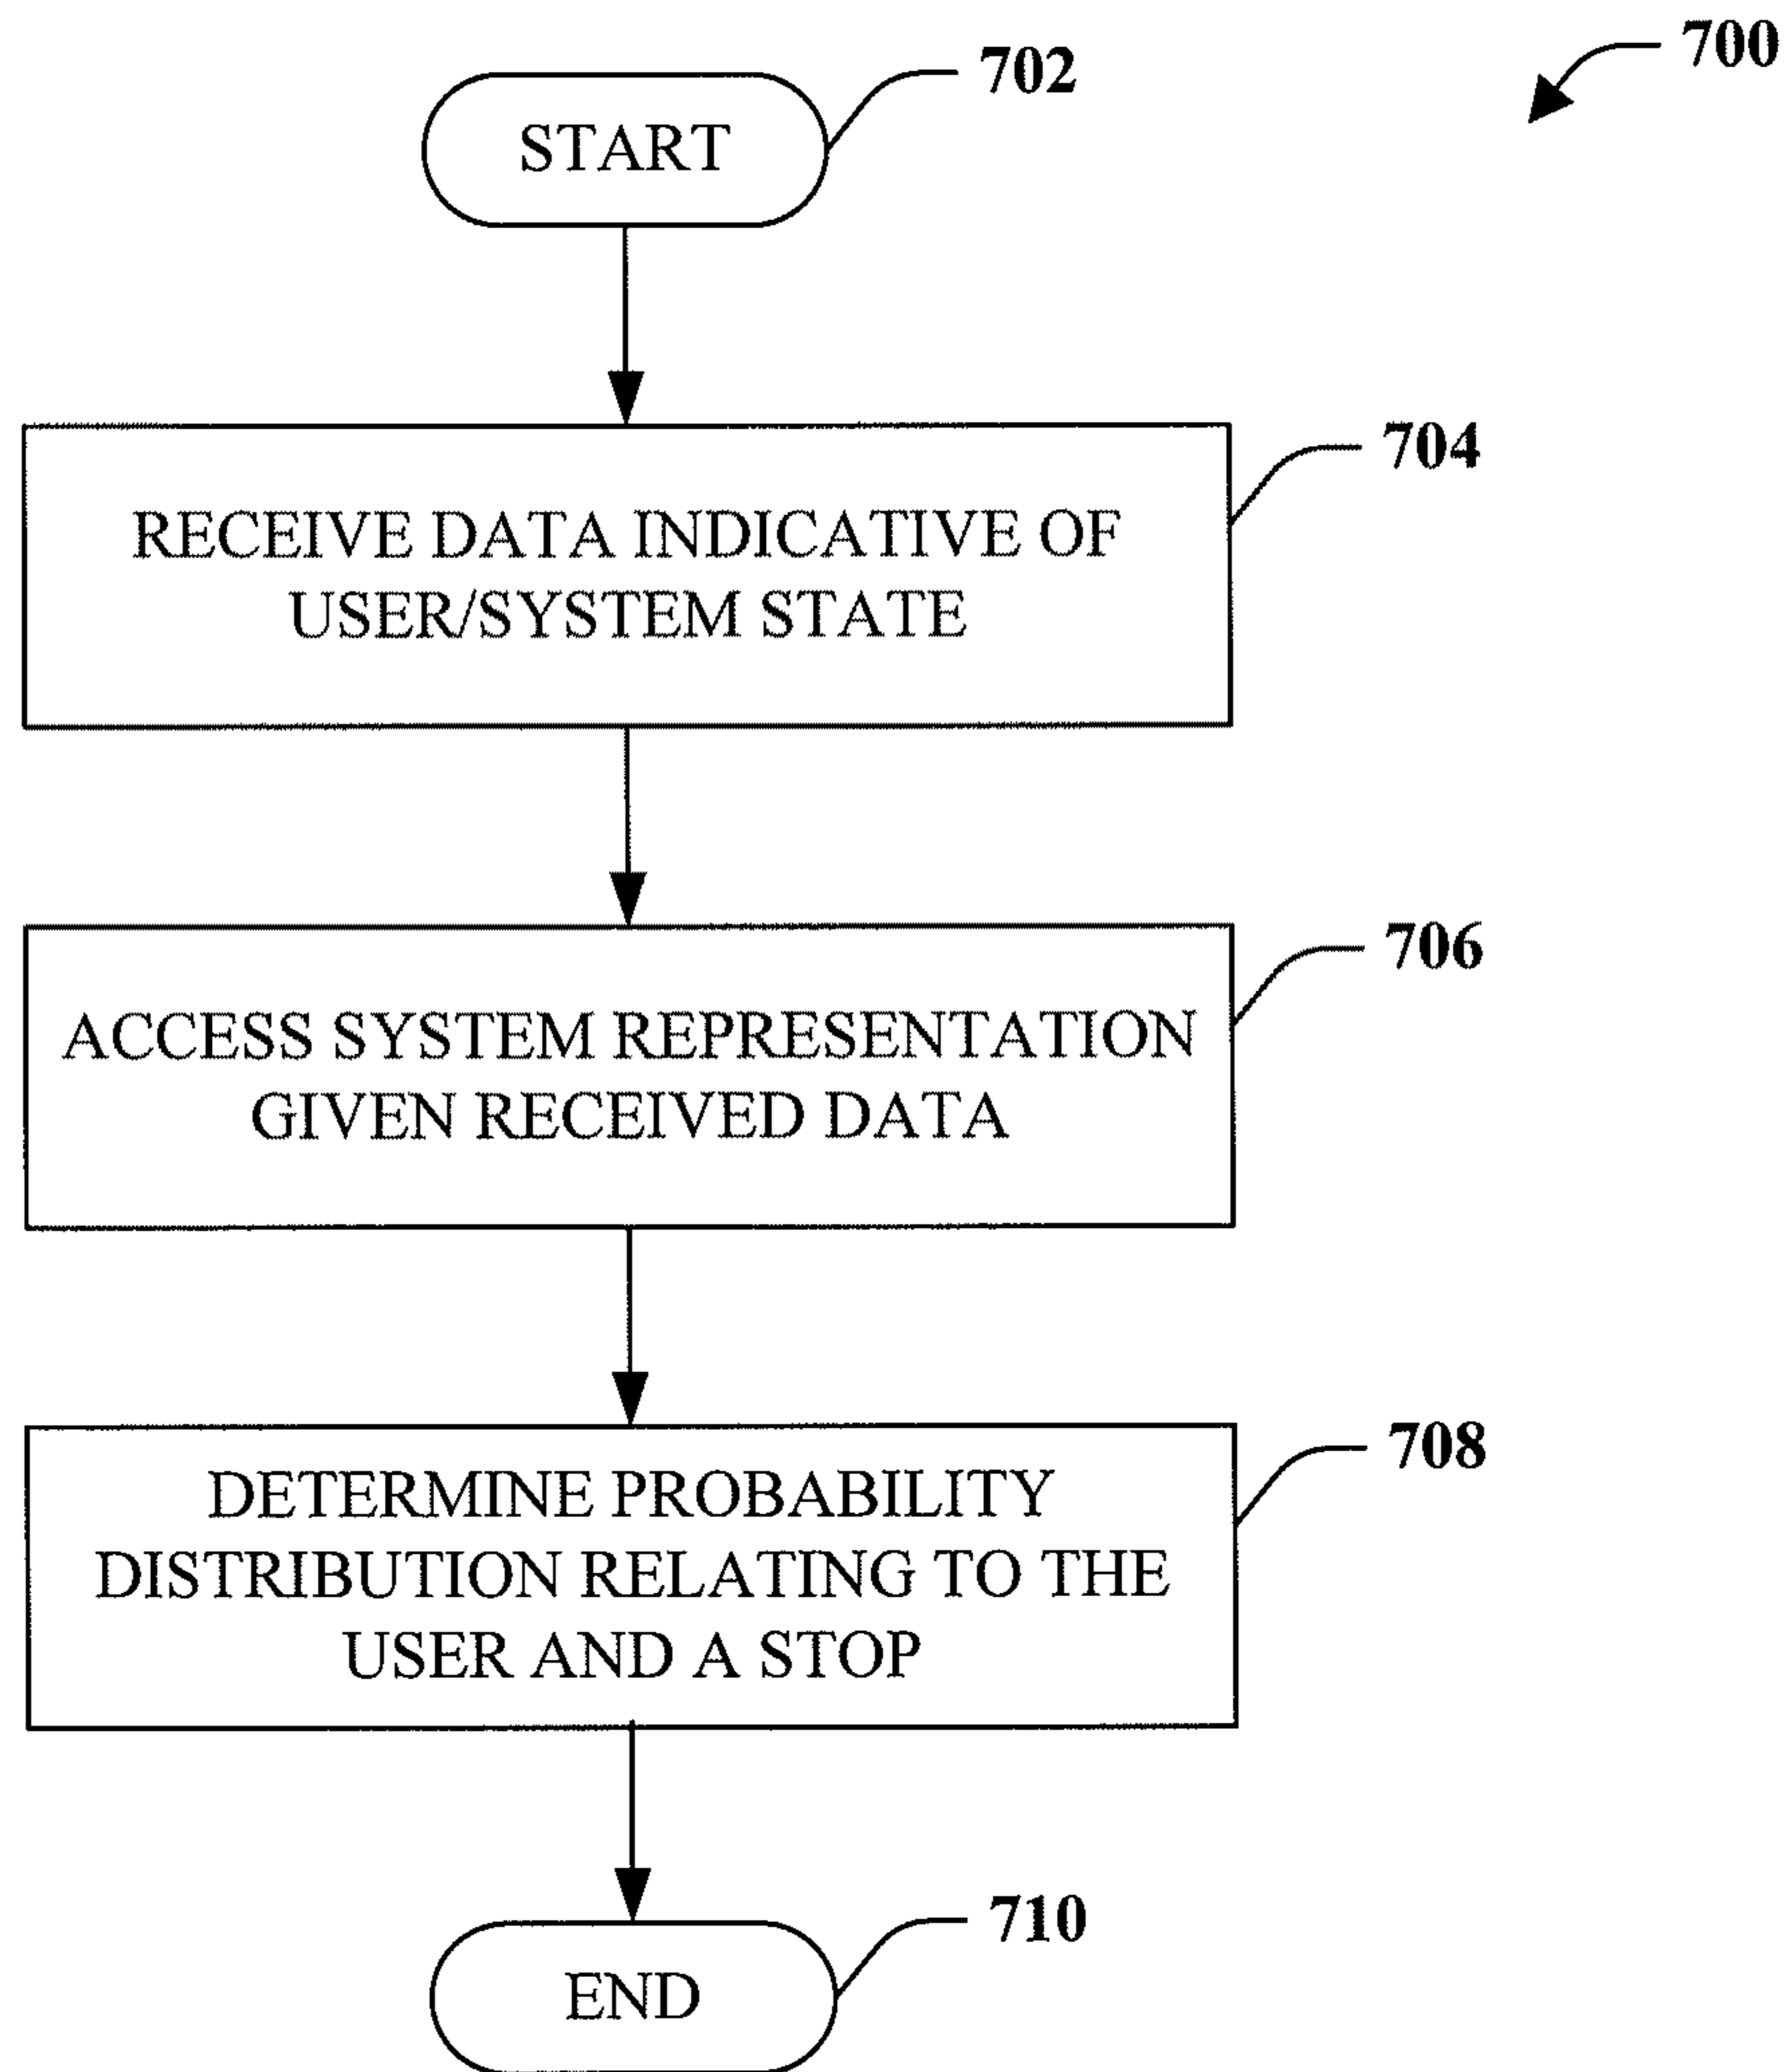 700
702
START
704
RECEIVE DATA INDICATIVE OF
USER/SYSTEM STATE
706
ACCESS SYSTEM REPRESENTATION
GIVEN RECEIVED DATA
708
DETERMINE PROBABILITY
DISTRIBUTION RELATING TO THE
USER AND A STOP
710
END